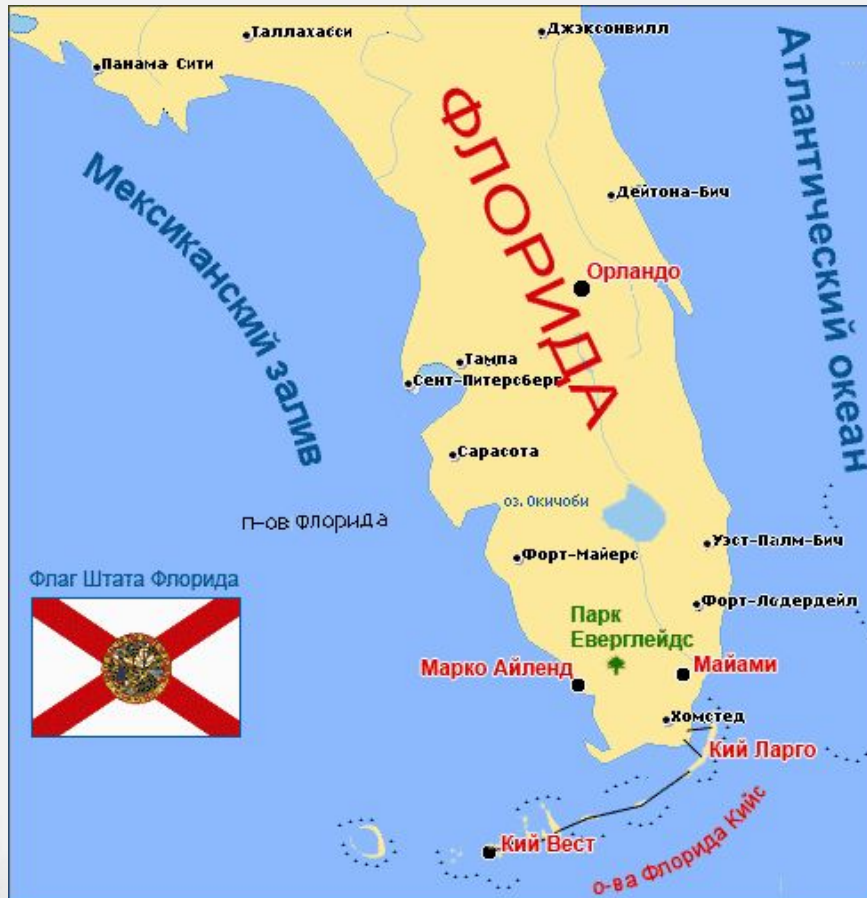 Таллахасси
Джэксонвилл
Панама Сити
Атлантический океан
ФЛОРИДА
Мексиканский залив
Дейтона-Бич
Орландо
Тампа
Сент-Питерсберг
Сарасота
оз. Окичоби
п-ов Флорида
Уэст-Палм-Бич
Форт-Майерс
Флаг Штата Флорида
Форт-Лодердейл
Парк
Еверглейдс
Марко Айленд
Майами
Хомстед
Кий Ларго
Кий Вест
о-ва Флорида Кийс